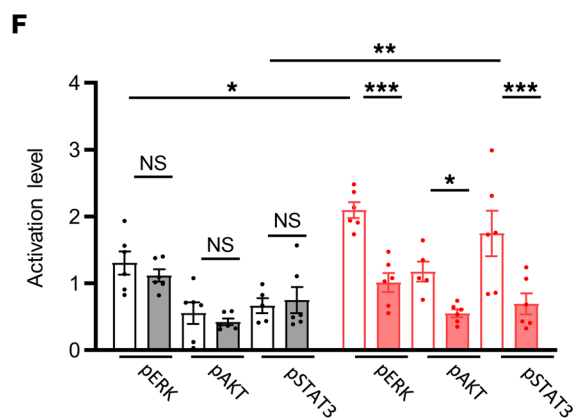 F
**
*
***
***
4
3
2
1
0
Activation level
NS
NS
NS
*
pERK
pAKT
pSTAT3
pERK
pAKT
pSTAT3